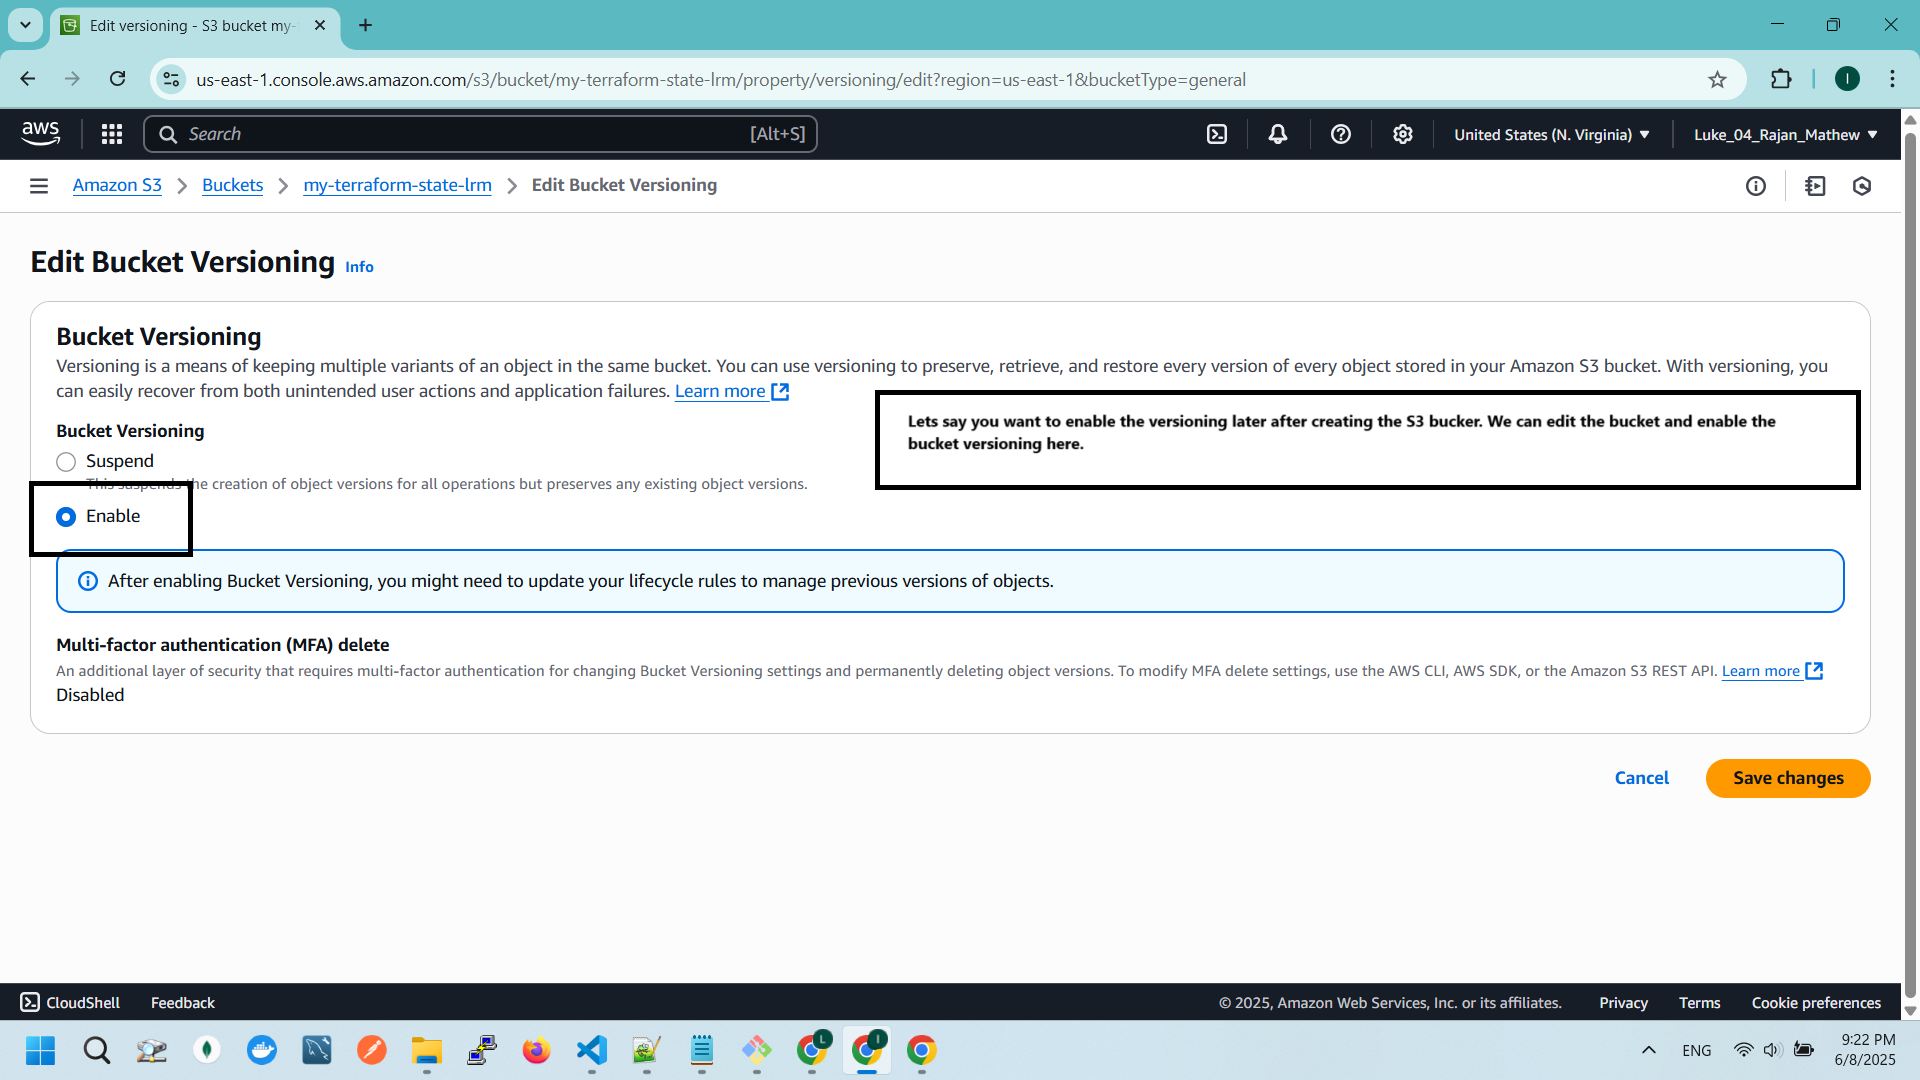 Edit versioning - S3 bucket my-
us-east-1.console.aws.amazon.com/s3/bucket/my-terraform-state-lrm/property/versioning/edit?region=us-east-1&bucketType=general
I
aws
Search
[Alt+S]
United States (N. Virginia)
Luke_04_Rajan_Mathew
Amazon S3
Buckets
my-terraform-state-lrm
Edit Bucket Versioning
Edit Bucket Versioning
Info
Bucket Versioning
Versioning is a means of keeping multiple variants of an object in the same bucket. You can use versioning to preserve, retrieve, and restore every version of every object stored in your Amazon S3 bucket. With versioning, you
can easily recover from both unintended user actions and application failures. Learn more
Lets say you want to enable the versioning later after creating the S3 bucker. We can edit the bucket and enable the
bucket versioning here.
Bucket Versioning
Suspend
This suspends the creation of object versions for all operations but preserves any existing object versions.
Enable
After enabling Bucket Versioning, you might need to update your lifecycle rules to manage previous versions of objects.
Multi-factor authentication (MFA) delete
An additional layer of security that requires multi-factor authentication for changing Bucket Versioning settings and permanently deleting object versions. To modify MFA delete settings, use the AWS CLI, AWS SDK, or the Amazon S3 REST API. Learn more
Disabled
Cancel
Save changes
CloudShell
Feedback
© 2025, Amazon Web Services, Inc. or its affiliates.
Privacy
Terms
Cookie preferences
L
I
ENG
9:22 PM
6/8/2025